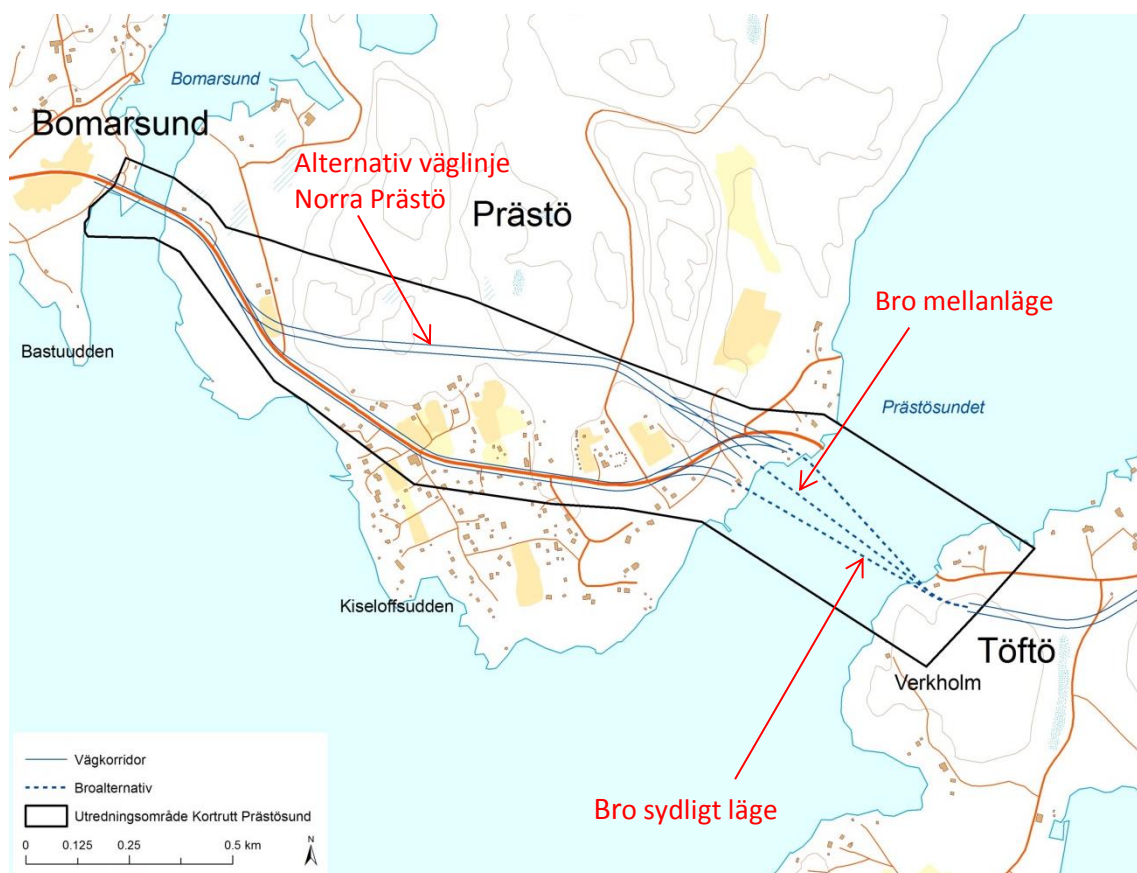 Bomarsund
Bomarsund
Alternativ väglinje
Norra Prästö
Prästö
Bro mellanläge
Bastuudden
Prästösundet
Kiseloffsudden
Töftö
Verkholm
Vägkorridor
Broalternativ
Utredningsområde Kortrutt Prästösund
0 0.125 0.25 0.5 km
N
Bro sydligt läge